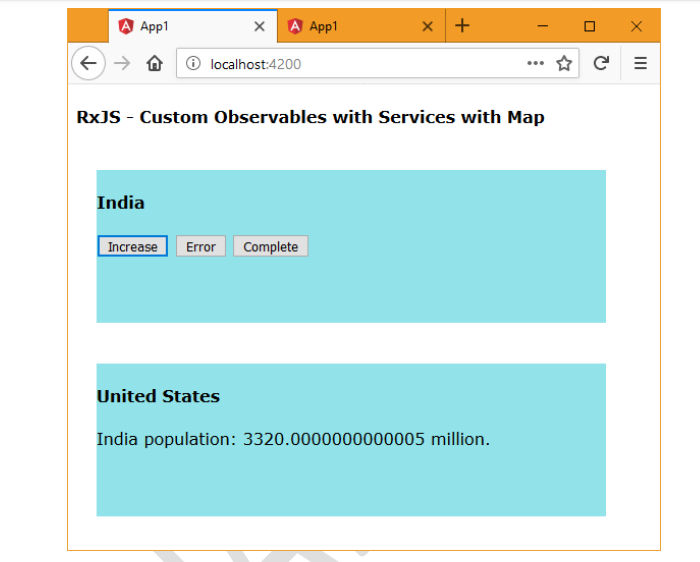 App1
App1
localhost:4200
RxJS - Custom Observables with Services with Map
India
Increase Error Complete
United States
India population: 3320.0000000000005 million.